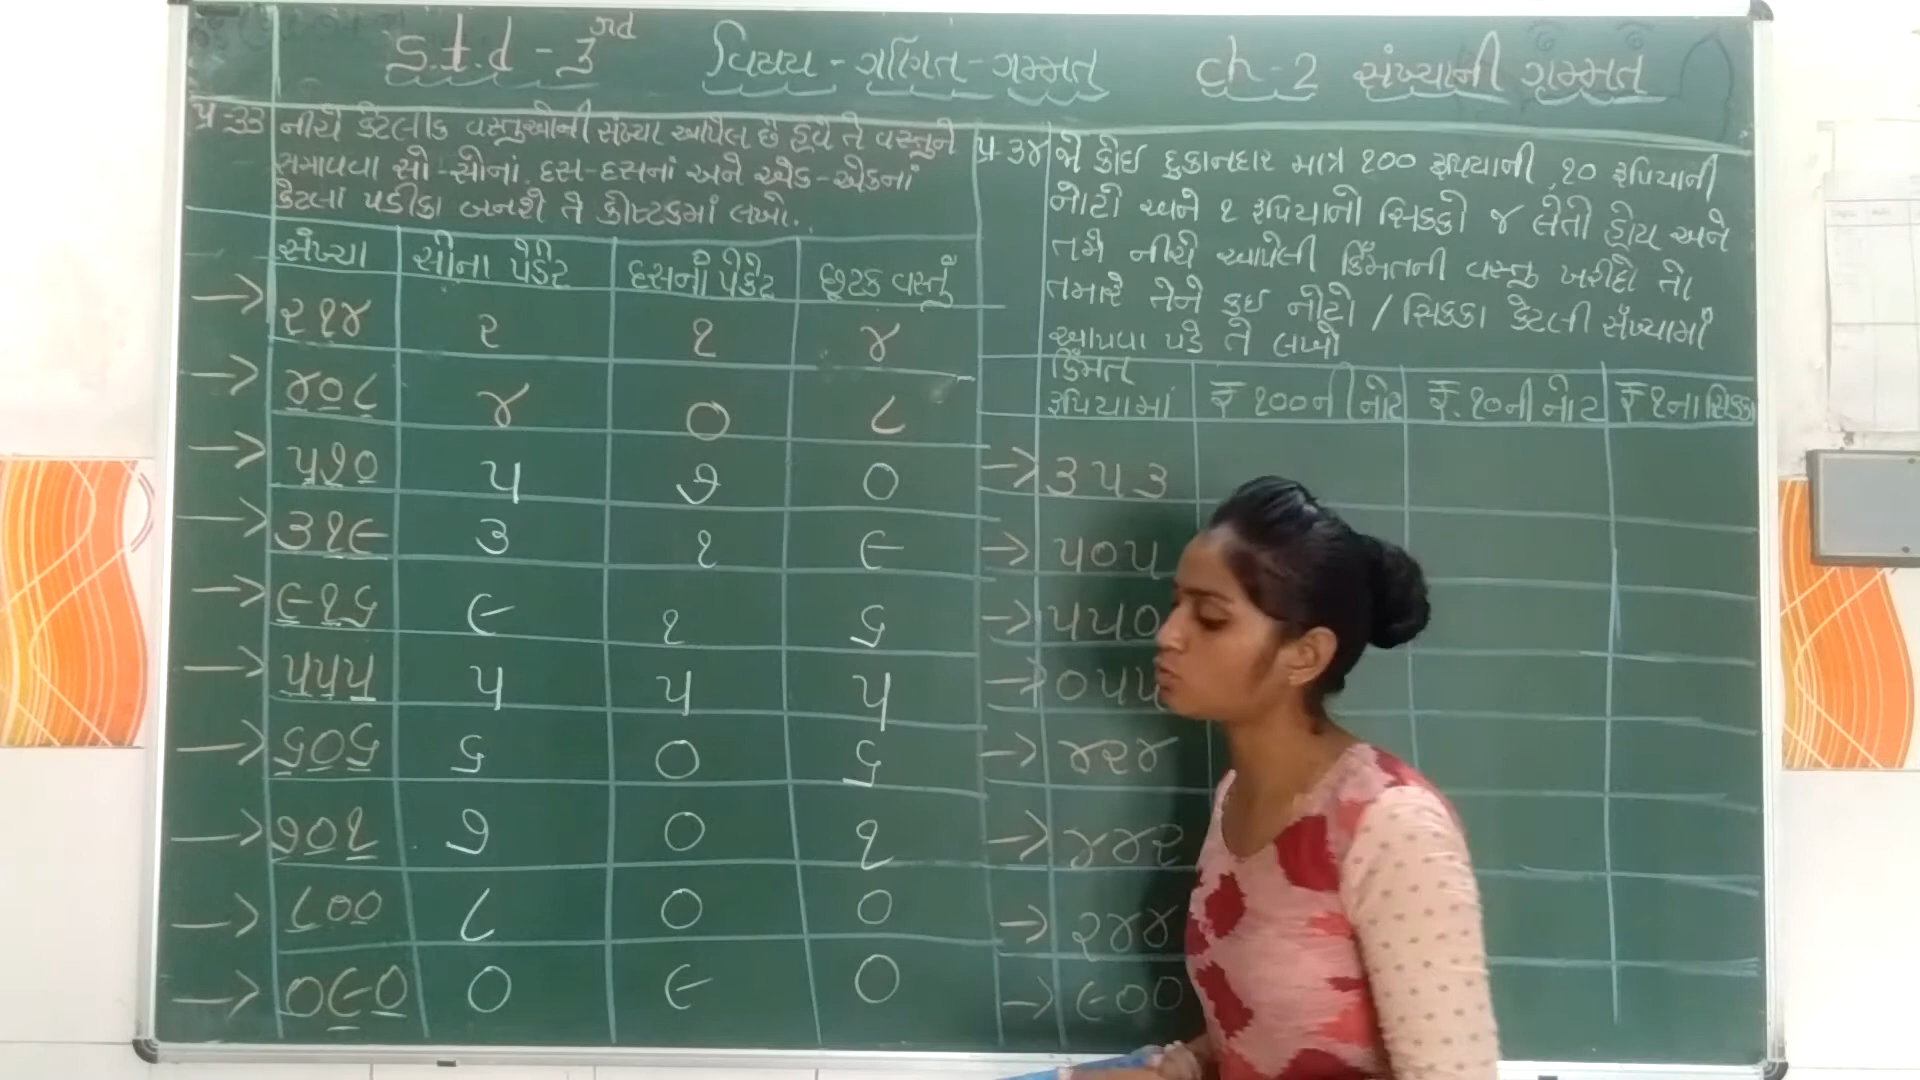 s.t.d - 3rd વિષય - ગણિત-ગમ્મત ch-2 સંખ્યાની ગમ્મત
પ્ર-૩૩ નીચે કેટલીક વસ્તુઓની સંખ્યા આપેલ છે હવે તે વસ્તુને
સમાવવા સો-સોનાં, દસ-દસનાં અને એક-એકનાં
કેટલાં પડીકા બનશે તે કોષ્ટકમાં લખો.
સંખ્યા સોના પેકેટ દસનાં પેકેટ છૂટક વસ્તું
→ ૨૧૪ ૨ ૧ ૪
→ ૪૦૮ ૪ ૦ ૮
→ ૫૭૦ ૫ ૭ ૦
→ ૩૧૯ ૩ ૧ ૯
→ ૯૧૬ ૯ ૧ ૬
→ ૫૫૫ ૫ ૫ ૫
→ ૬૦૬ ૬ ૦ ૬
→ ૭૦૧ ૭ ૦ ૧
→ ૮૦૦ ૮ ૦ ૦
→ ૦૯૦ ૦ ૯ ૦
પ્ર-૩૪ જો કોઈ દુકાનદાર માત્ર ૧૦૦ રૂપિયાની, ૧૦ રૂપિયાની
નોટો અને ૧ રૂપિયાનો સિક્કો જ લેતો હોય અને
તમે નીચે આપેલી કિંમતની વસ્તુ ખરીદો તો
તમારે તેને કઇ નોટો / સિક્કા કેટલી સંખ્યામાં
આપવા પડે તે લખો
કિંમત
રૂપિયામાં ₹ ૧૦૦ની નોટ ₹.૧૦ની નોટ ₹ ૧ના સિક્કા
→ ૩૫૩
→ ૫૦૫
→ ૫૫૦
→ ૦૫૫
→ ૪૨૪
→ ૪૪૨
→ ૨૪૪
→ ૯૦૦